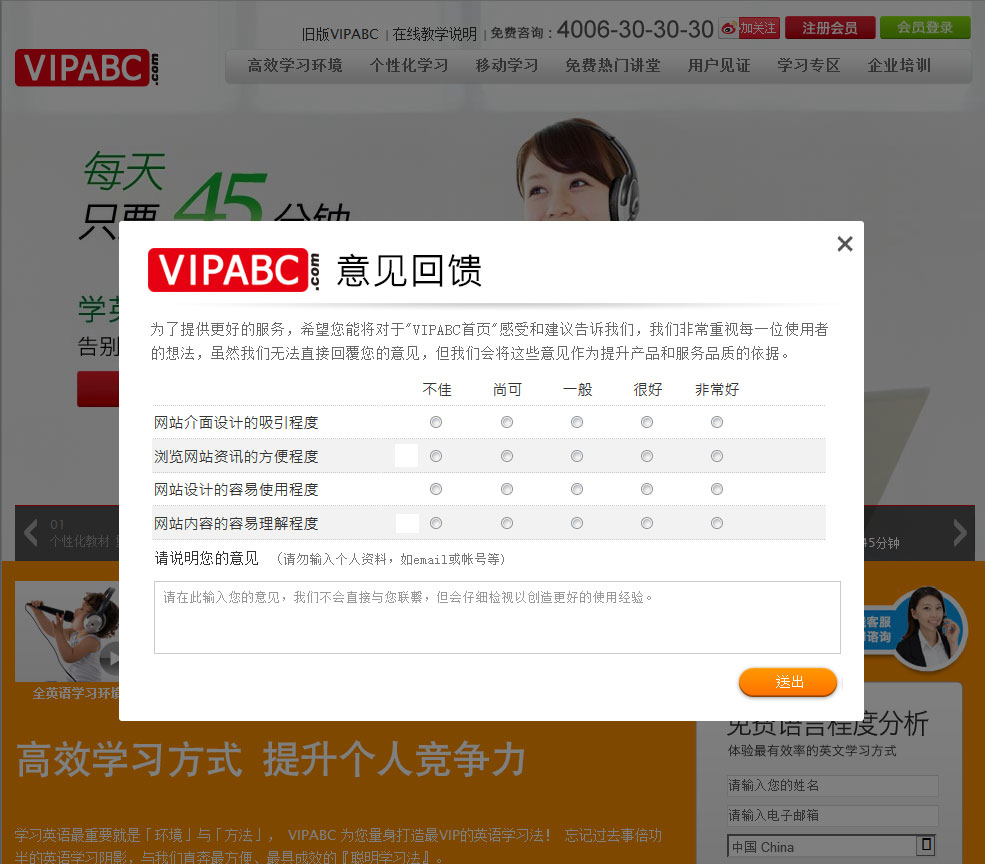 旧版VIPABC | 在线教学说明 | 免费咨询：4006-30-30-30 加关注 注册会员 会员登录
VIPABC.com
高效学习环境 个性化学习 移动学习 免费热门讲堂 用户见证 学习专区 企业培训
每天
只要 45 分钟
学英
告别
VIPABC.com 意见回馈
为了提供更好的服务，希望您能将对于"VIPABC首页"感受和建议告诉我们，我们非常重视每一位使用者
的想法，虽然我们无法直接回覆您的意见，但我们会将这些意见作为提升产品和服务品质的依据。
不佳 尚可 一般 很好 非常好
网站介面设计的吸引程度
浏览网站资讯的方便程度
网站设计的容易使用程度
网站内容的容易理解程度
请说明您的意见 （请勿输入个人资料，如email或帐号等）
请在此输入您的意见，我们不会直接与您联繫，但会仔细检视以创造更好的使用经验。
送出
01
个性化教材
45分钟
客服
咨询
全英语学习环境
免费语言程度分析
体验最有效率的英文学习方式
请输入您的姓名
请输入电子邮箱
中国 China
高效学习方式 提升个人竞争力
学习英语最重要就是「环境」与「方法」， VIPABC 为您量身打造最VIP的英语学习法！ 忘记过去事倍功
半的英语学习阴影，与我们直奔最方便、最具成效的『聪明学习法』。